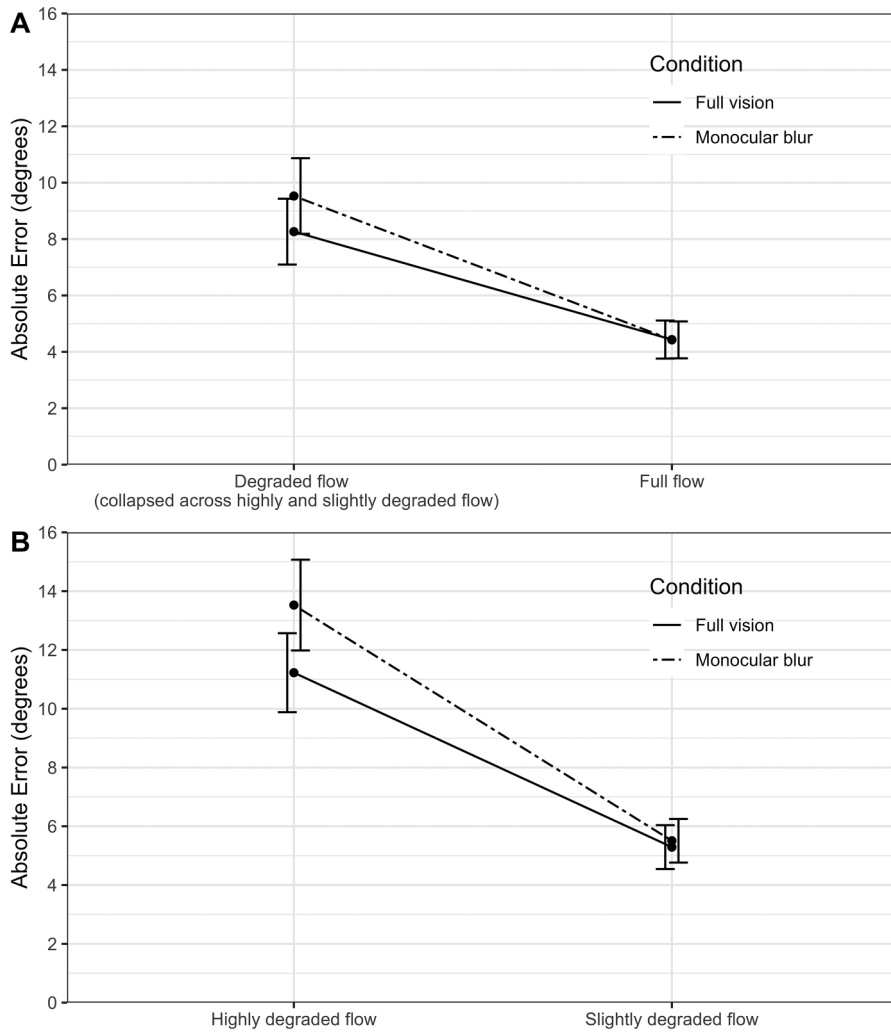 A
16
14
12
10
8
6
4
2
0
Absolute Error (degrees)
Condition
Full vision
Monocular blur
Degraded flow
(collapsed across highly and slightly degraded flow)
Full flow
B
16
14
12
10
8
6
4
2
0
Absolute Error (degrees)
Condition
Full vision
Monocular blur
Highly degraded flow
Slightly degraded flow